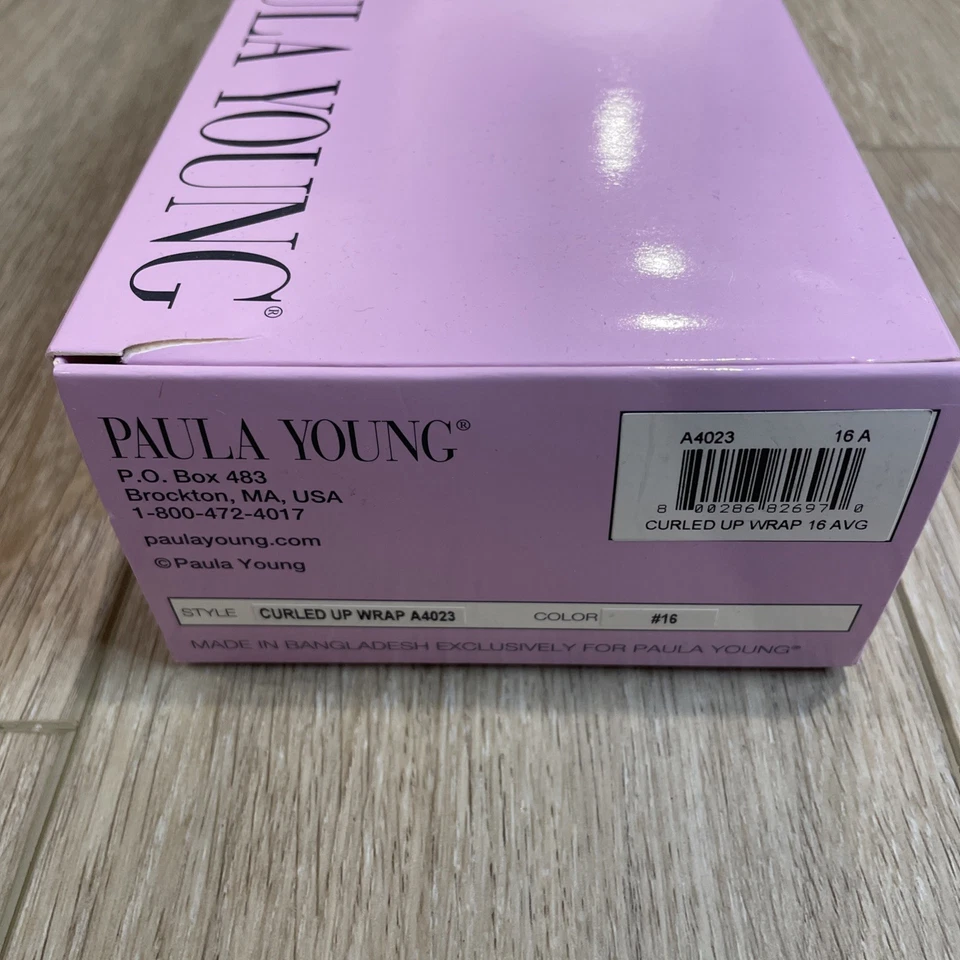 ULA YOUNG®
PAULA YOUNG®
P.O. Box 483
Brockton, MA, USA
1-800-472-4017
paulayoung.com
©Paula Young
A4023 16 A
8 00286 82697 0
CURLED UP WRAP 16 AVG
STYLE CURLED UP WRAP A4023 COLOR #16
MADE IN BANGLADESH EXCLUSIVELY FOR PAULA YOUNG®